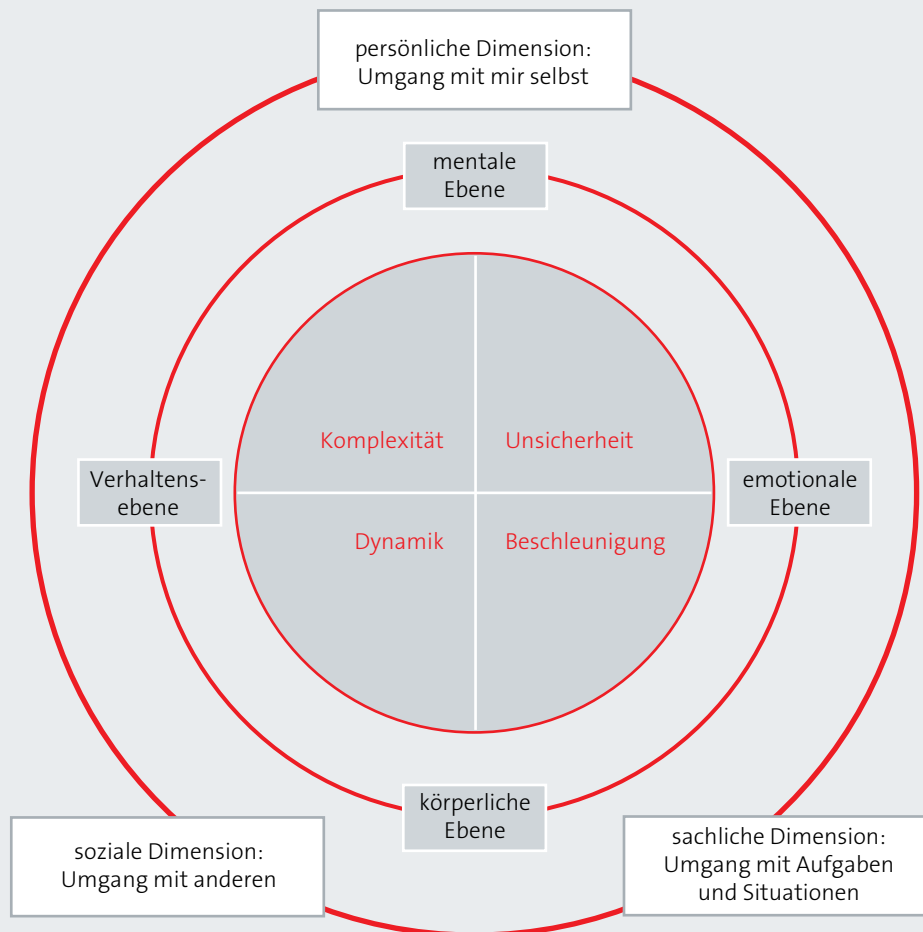 persönliche Dimension:
Umgang mit mir selbst
mentale
Ebene
Komplexität
Unsicherheit
Verhaltens-
ebene
emotionale
Ebene
Dynamik
Beschleunigung
körperliche
Ebene
soziale Dimension:
Umgang mit anderen
sachliche Dimension:
Umgang mit Aufgaben
und Situationen